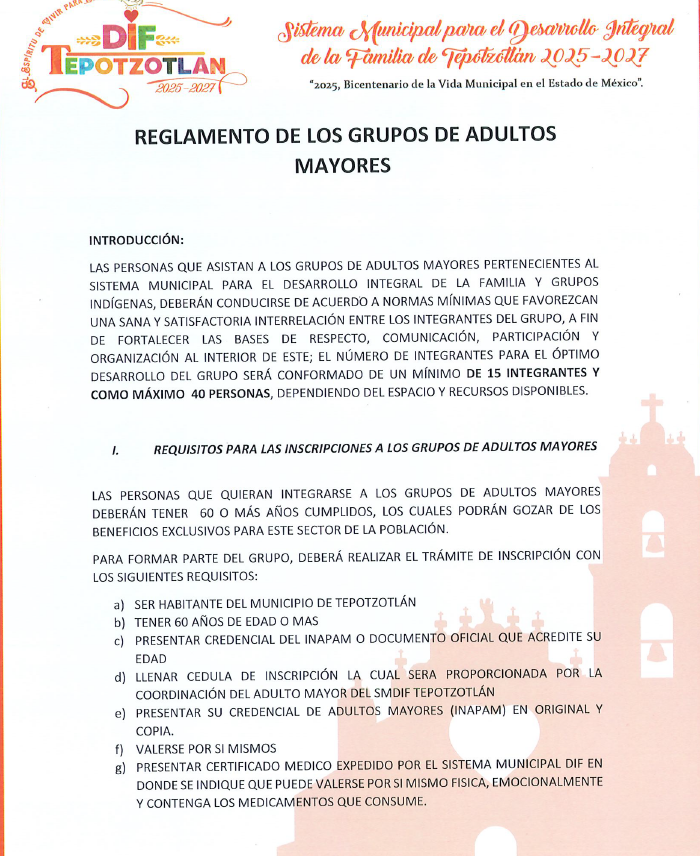 ESPÍRITU DE VIVIR PARA
DIF
TEPOTZOTLÁN
2025-2027
Sistema Municipal para el Desarrollo Integral
de la Familia de Tepotzotlán 2025-2027
"2025, Bicentenario de la Vida Municipal en el Estado de México".
REGLAMENTO DE LOS GRUPOS DE ADULTOS
MAYORES
INTRODUCCIÓN:
LAS PERSONAS QUE ASISTAN A LOS GRUPOS DE ADULTOS MAYORES PERTENECIENTES AL
SISTEMA MUNICIPAL PARA EL DESARROLLO INTEGRAL DE LA FAMILIA Y GRUPOS
INDÍGENAS, DEBERÁN CONDUCIRSE DE ACUERDO A NORMAS MÍNIMAS QUE FAVOREZCAN
UNA SANA Y SATISFACTORIA INTERRELACIÓN ENTRE LOS INTEGRANTES DEL GRUPO, A FIN
DE FORTALECER LAS BASES DE RESPECTO, COMUNICACIÓN, PARTICIPACIÓN Y
ORGANIZACIÓN AL INTERIOR DE ESTE; EL NÚMERO DE INTEGRANTES PARA EL ÓPTIMO
DESARROLLO DEL GRUPO SERÁ CONFORMADO DE UN MÍNIMO DE 15 INTEGRANTES Y
COMO MÁXIMO 40 PERSONAS, DEPENDIENDO DEL ESPACIO Y RECURSOS DISPONIBLES.
I. REQUISITOS PARA LAS INSCRIPCIONES A LOS GRUPOS DE ADULTOS MAYORES
LAS PERSONAS QUE QUIERAN INTEGRARSE A LOS GRUPOS DE ADULTOS MAYORES
DEBERÁN TENER 60 O MÁS AÑOS CUMPLIDOS, LOS CUALES PODRÁN GOZAR DE LOS
BENEFICIOS EXCLUSIVOS PARA ESTE SECTOR DE LA POBLACIÓN.
PARA FORMAR PARTE DEL GRUPO, DEBERÁ REALIZAR EL TRÁMITE DE INSCRIPCIÓN CON
LOS SIGUIENTES REQUISITOS:
a) SER HABITANTE DEL MUNICIPIO DE TEPOTZOTLÁN
b) TENER 60 AÑOS DE EDAD O MAS
c) PRESENTAR CREDENCIAL DEL INAPAM O DOCUMENTO OFICIAL QUE ACREDITE SU
EDAD
d) LLENAR CEDULA DE INSCRIPCIÓN LA CUAL SERA PROPORCIONADA POR LA
COORDINACIÓN DEL ADULTO MAYOR DEL SMDIF TEPOTZOTLÁN
e) PRESENTAR SU CREDENCIAL DE ADULTOS MAYORES (INAPAM) EN ORIGINAL Y
COPIA.
f) VALERSE POR SI MISMOS
g) PRESENTAR CERTIFICADO MEDICO EXPEDIDO POR EL SISTEMA MUNICIPAL DIF EN
DONDE SE INDIQUE QUE PUEDE VALERSE POR SI MISMO FISICA, EMOCIONALMENTE
Y CONTENGA LOS MEDICAMENTOS QUE CONSUME.